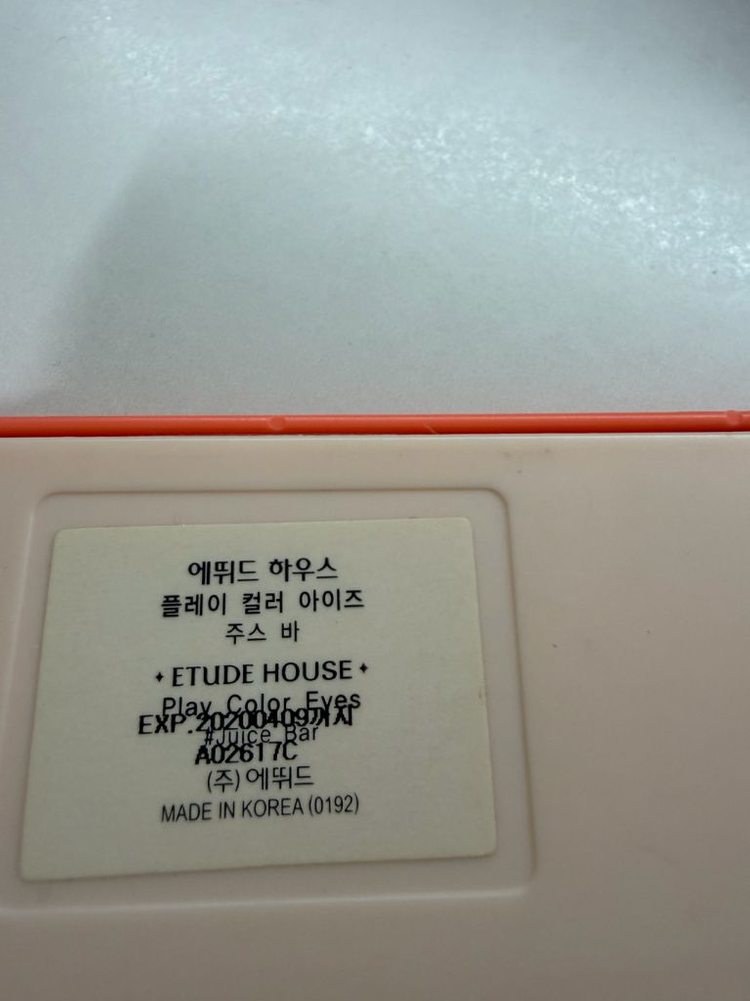 에뛰드 하우스
플레이 컬러 아이즈
주스 바
ETUDE HOUSE
Play Color Eyes
EXP.20200409까지
#Juice Bar
A02617C
(주)에뛰드
MADE IN KOREA (0192)